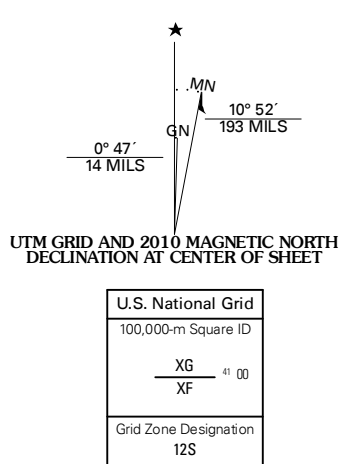 MN
10° 52´
193 MILS
GN
0° 47´
14 MILS
UTM GRID AND 2010 MAGNETIC NORTH
DECLINATION AT CENTER OF SHEET
U.S. National Grid
100,000-m Square ID
XG
41 00
XF
Grid Zone Designation
12S